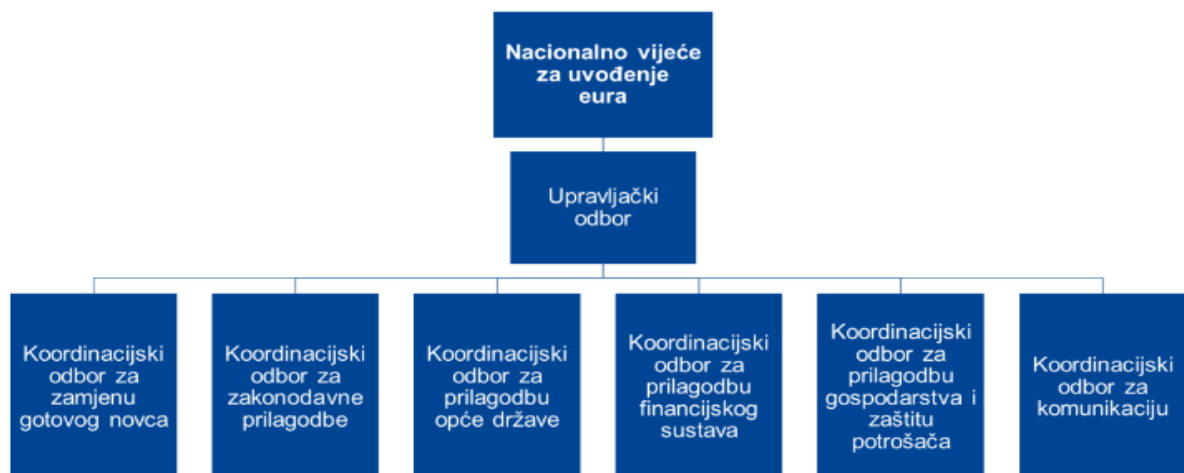 Nacionalno vijeće
za uvođenje
eura
Upravljački
odbor
Koordinacijski
odbor za
zamjenu
gotovog novca
Koordinacijski
odbor za
zakonodavne
prilagodbe
Koordinacijski
odbor za
prilagodbu
opće države
Koordinacijski
odbor za
prilagodbu
financijskog
sustava
Koordinacijski
odbor za
prilagodbu
gospodarstva i
zaštitu
potrošača
Koordinacijski
odbor za
komunikaciju